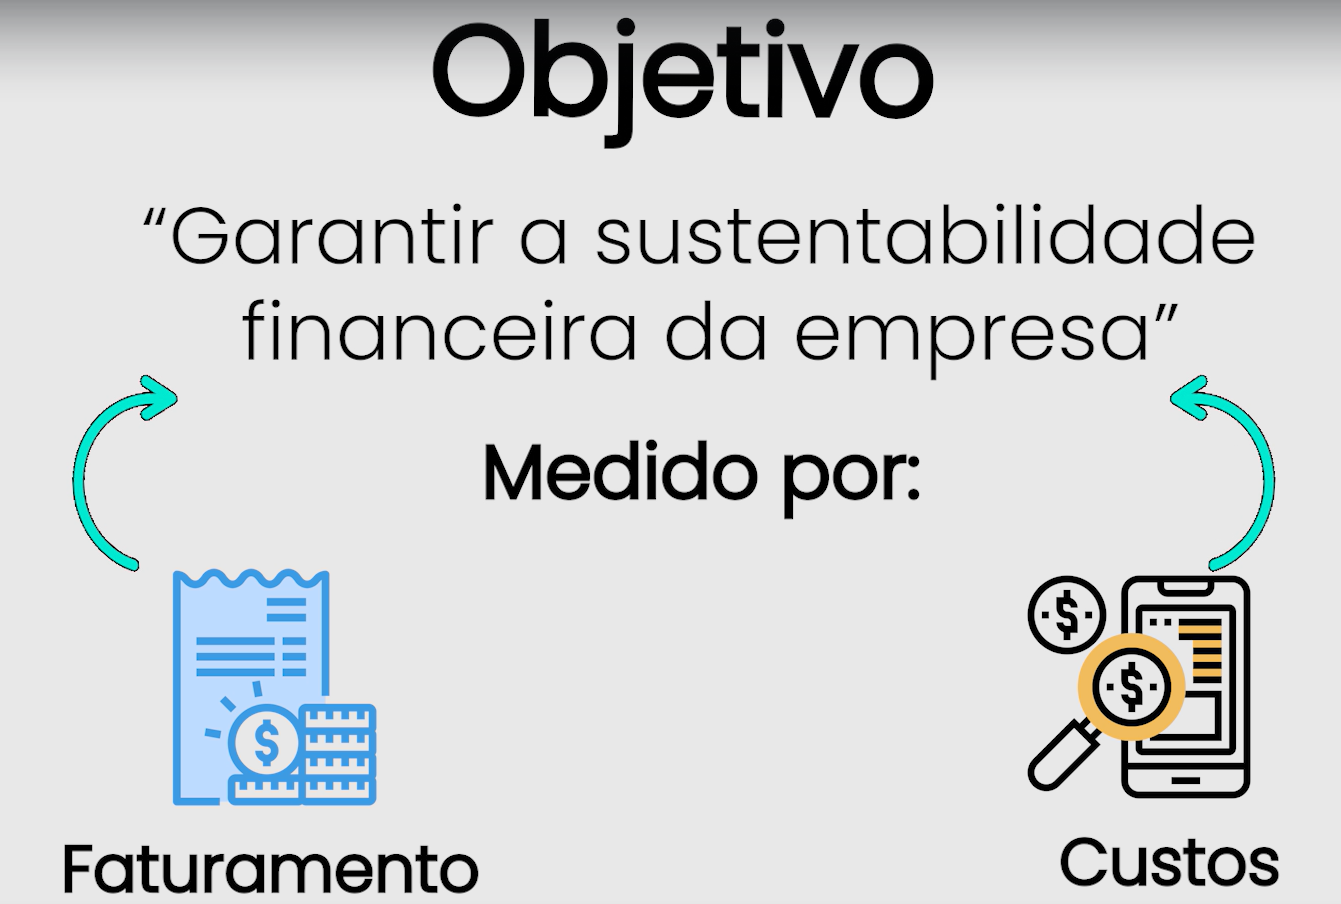 Objetivo
“Garantir a sustentabilidade
financeira da empresa”
Medido por:
$
$
$
Faturamento
Custos